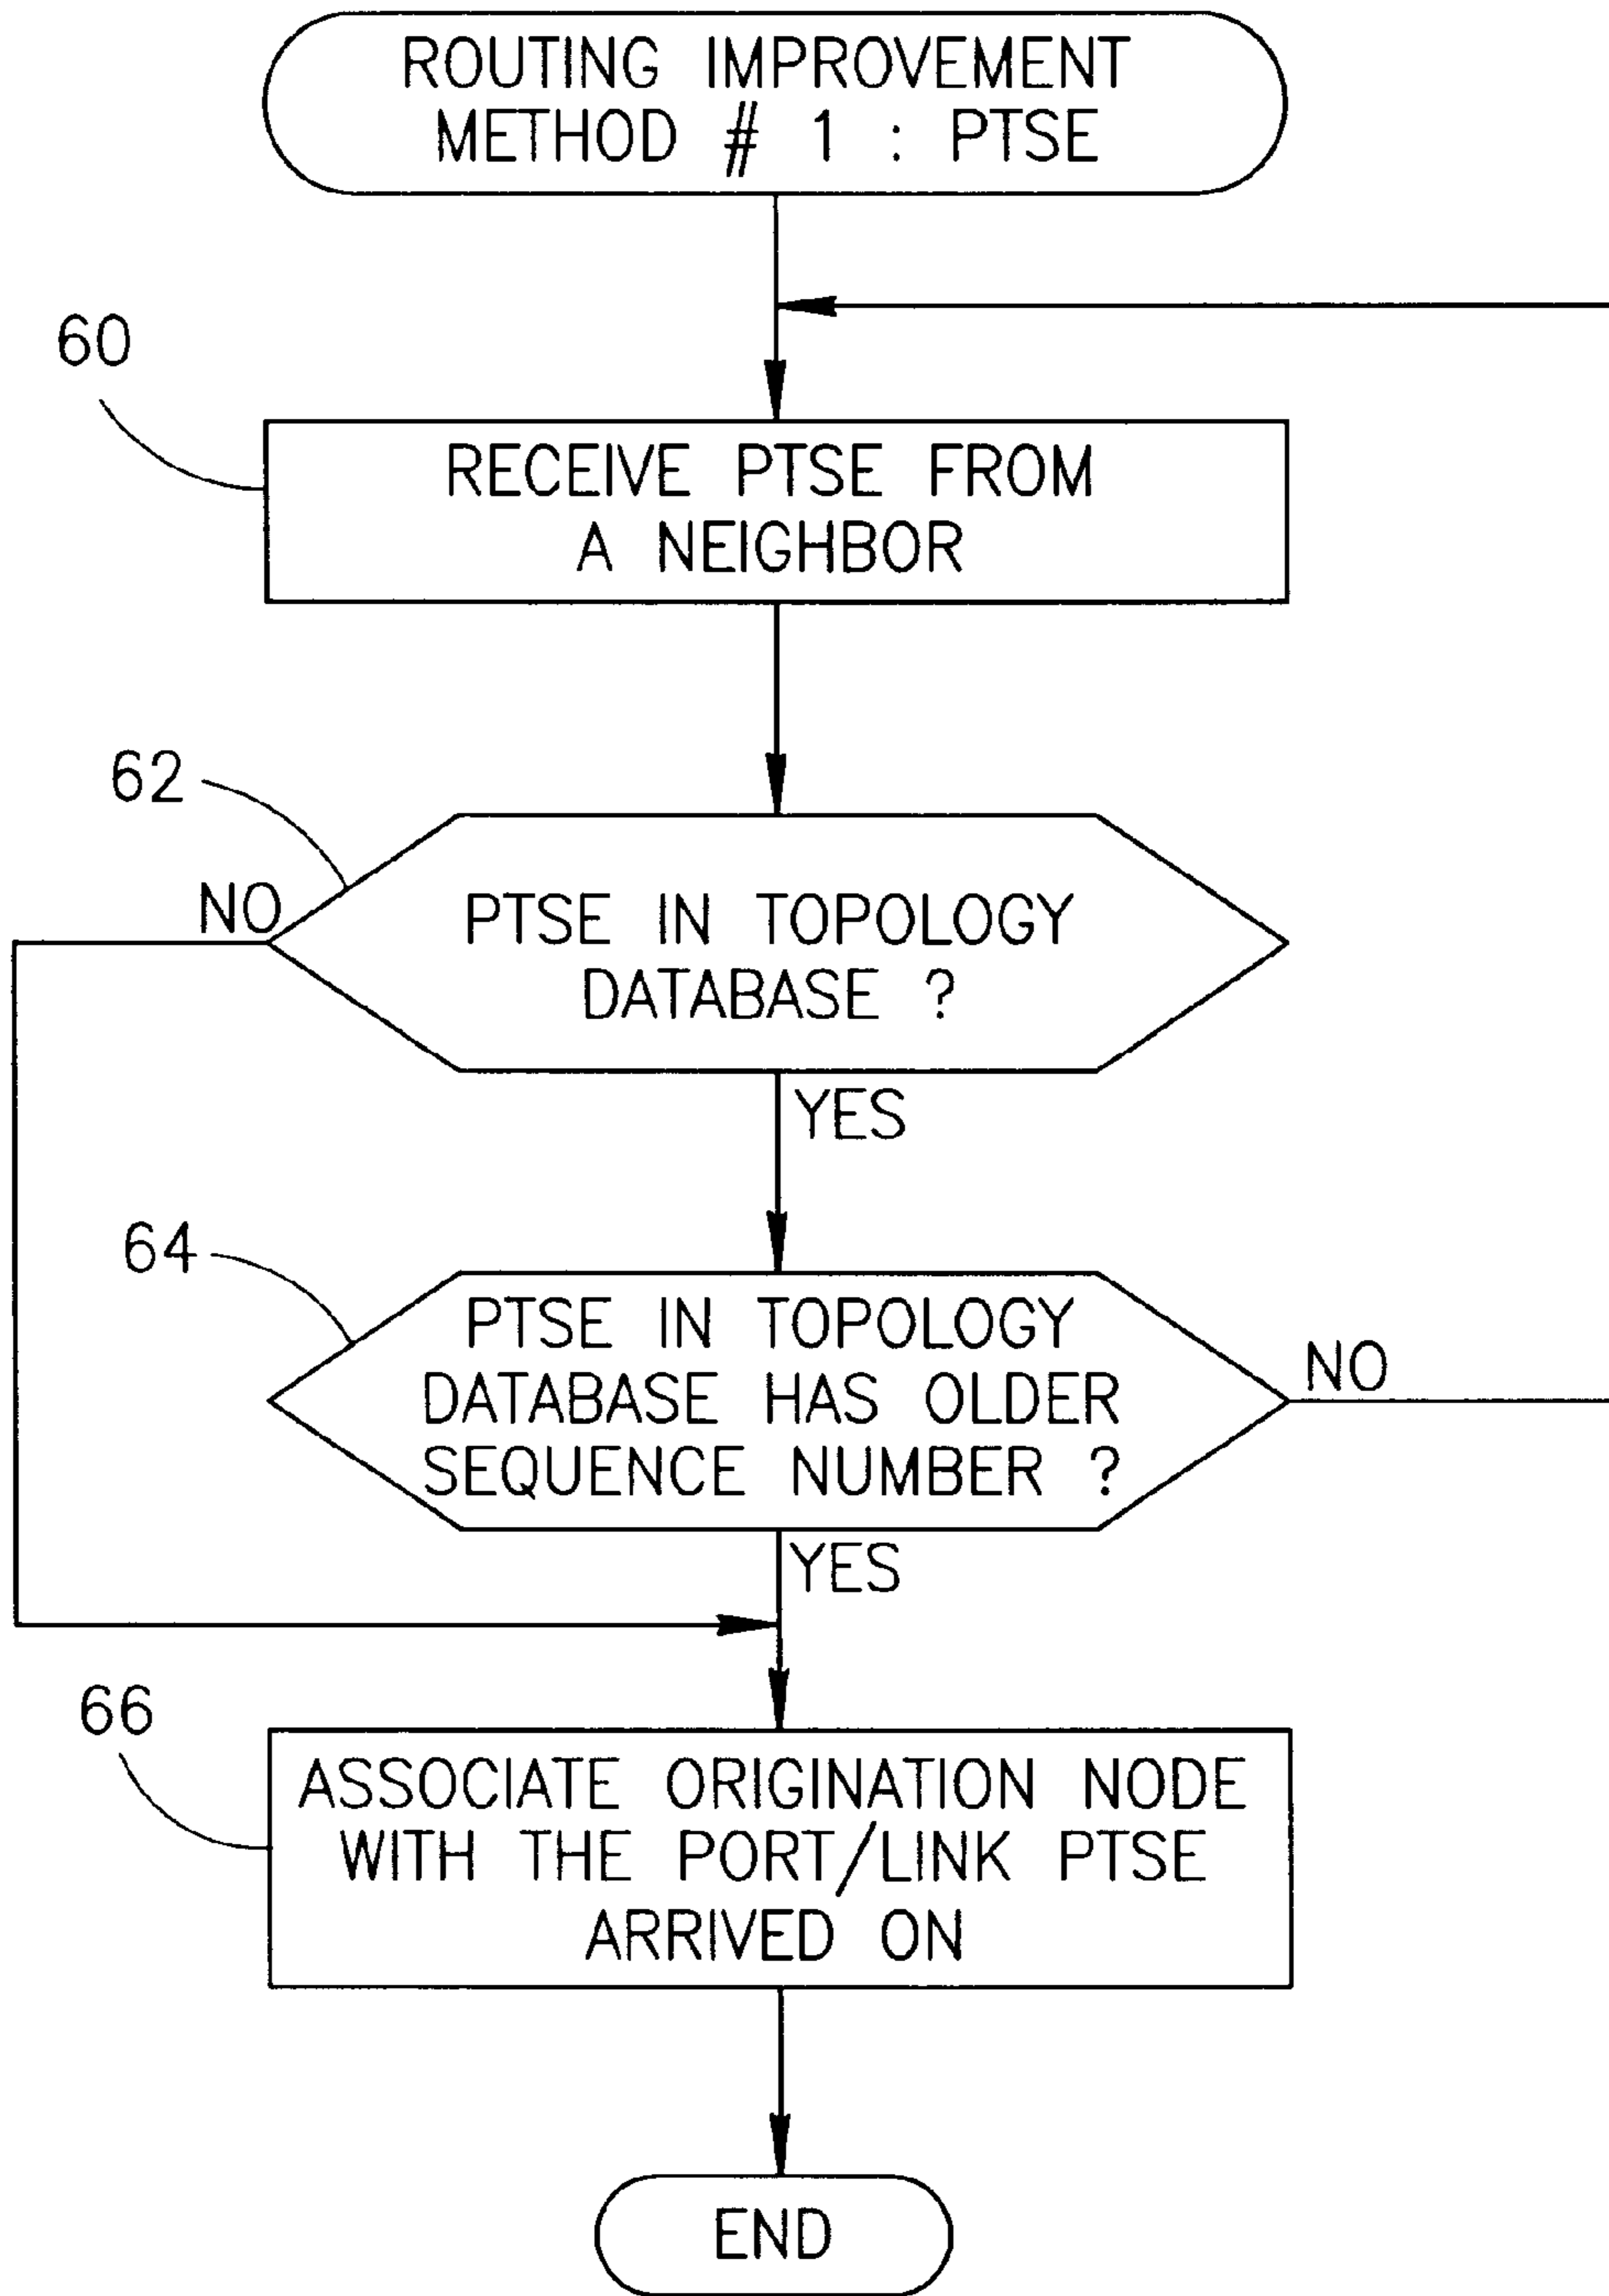 ROUTING IMPROVEMENT
METHOD # 1 : PTSE
60
RECEIVE PTSE FROM
A NEIGHBOR
62
NO
PTSE IN TOPOLOGY
DATABASE ?
YES
64
PTSE IN TOPOLOGY
DATABASE HAS OLDER
SEQUENCE NUMBER ?
NO
YES
66
ASSOCIATE ORIGINATION NODE
WITH THE PORT/LINK PTSE
ARRIVED ON
END